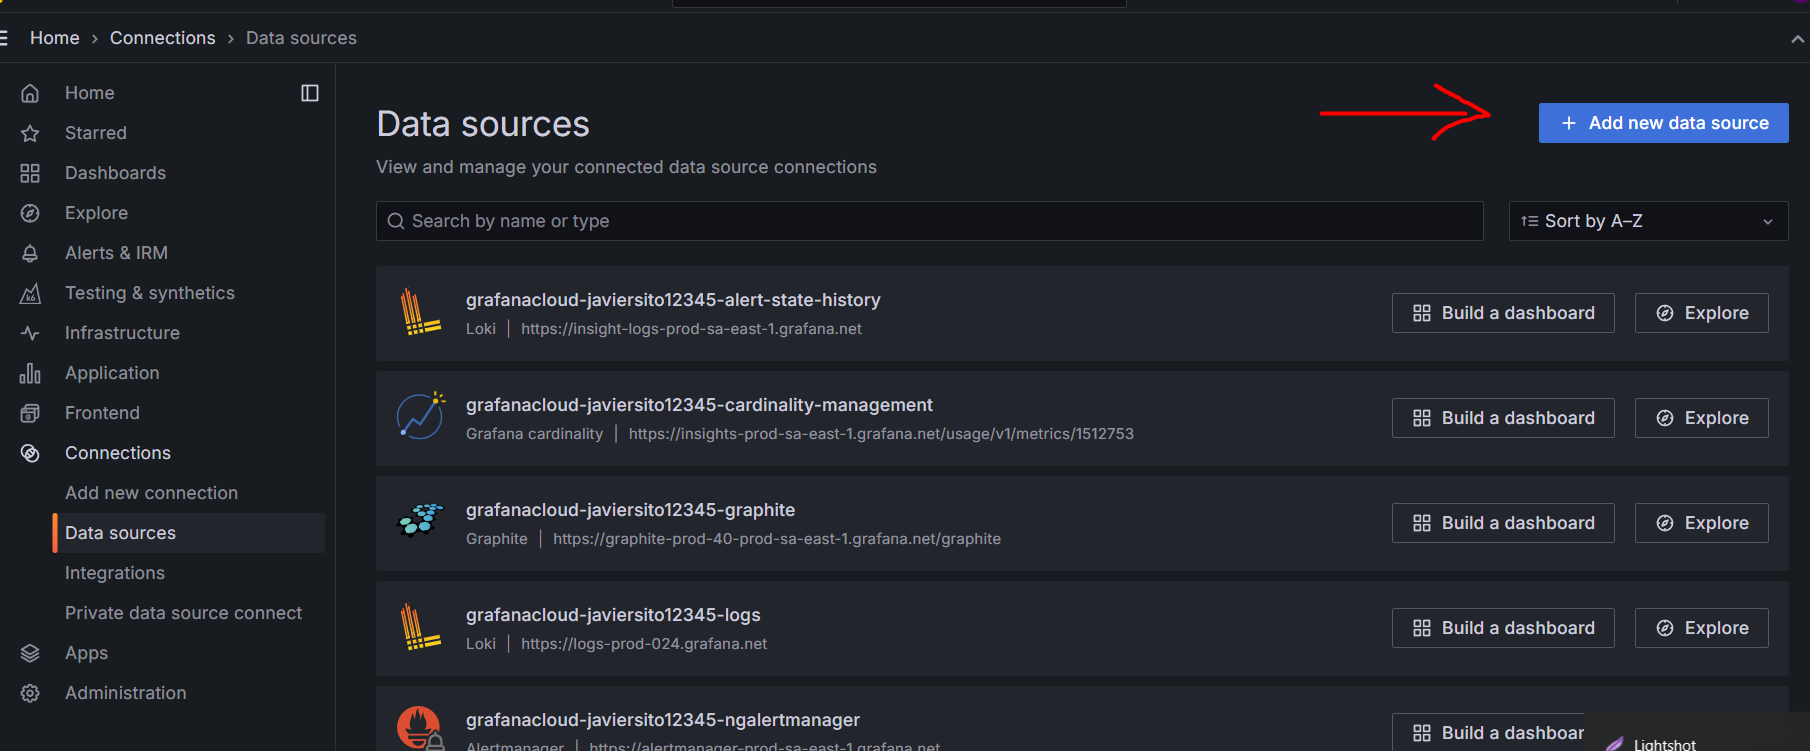 Home › Connections › Data sources
Home
Starred
Dashboards
Explore
Alerts & IRM
k6
Testing & synthetics
Infrastructure
Application
Frontend
Connections
Add new connection
Data sources
Integrations
Private data source connect
Apps
Administration
Data sources
+ Add new data source
View and manage your connected data source connections
Search by name or type
Sort by A–Z
grafanacloud-javiersito12345-alert-state-history
Loki | https://insight-logs-prod-sa-east-1.grafana.net
Build a dashboard
Explore
grafanacloud-javiersito12345-cardinality-management
Grafana cardinality | https://insights-prod-sa-east-1.grafana.net/usage/v1/metrics/1512753
Build a dashboard
Explore
grafanacloud-javiersito12345-graphite
Graphite | https://graphite-prod-40-prod-sa-east-1.grafana.net/graphite
Build a dashboard
Explore
grafanacloud-javiersito12345-logs
Loki | https://logs-prod-024.grafana.net
Build a dashboard
Explore
grafanacloud-javiersito12345-ngalertmanager
Alertmanager | https://alertmanager-prod-sa-east-1.grafana.net
Build a dashboar
Lightshot